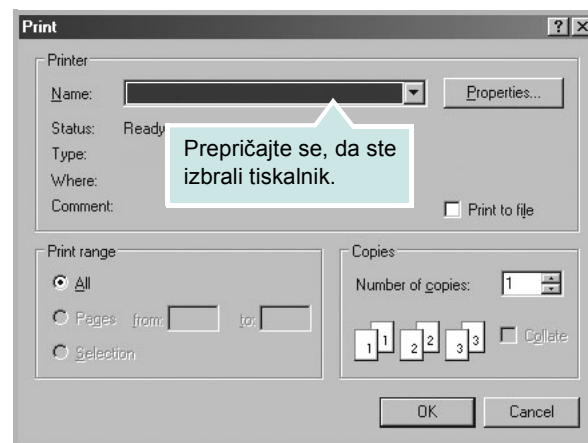 Print
Printer
Name:
Properties...
Status: Ready
Type:
Where:
Comment:
Prepričajte se, da ste
izbrali tiskalnik.
Print to file
Print range
All
Pages from: to:
Selection
Copies
Number of copies: 1
1 1 2 2 3 3
Collate
OK Cancel